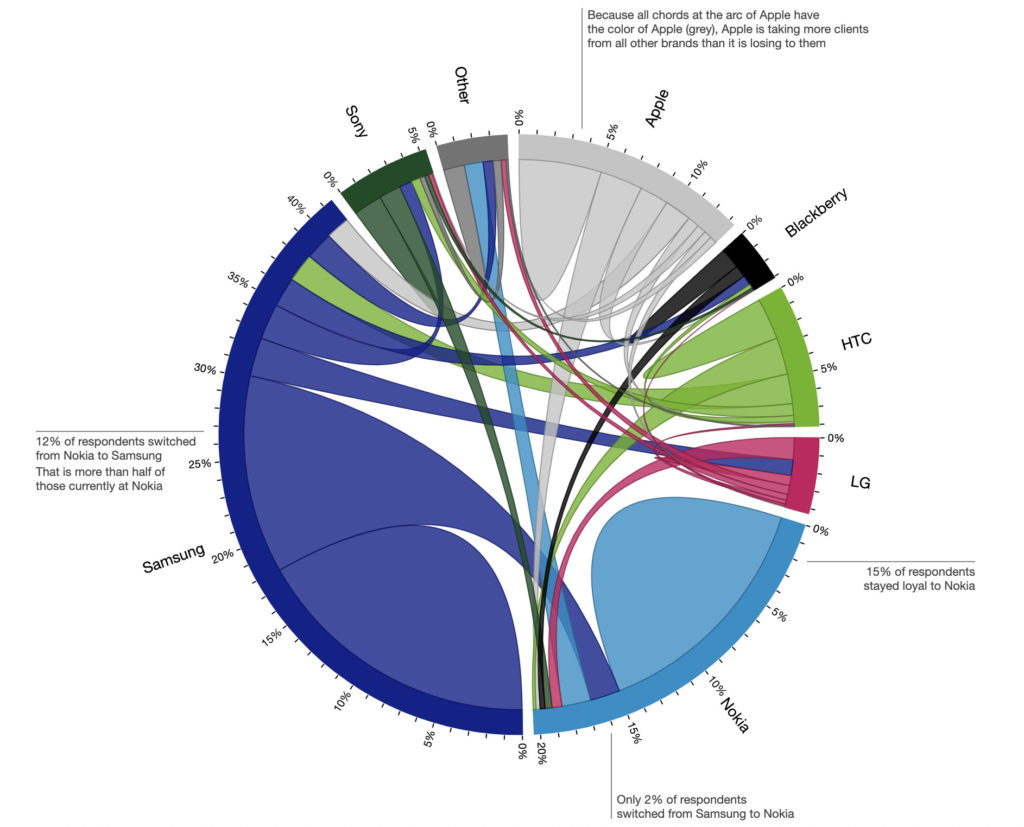 Because all chords at the arc of Apple have
the color of Apple (grey), Apple is taking more clients
from all other brands than it is losing to them
Apple
0%
5%
10%
Blackberry
0%
HTC
0%
5%
LG
0%
Nokia
0%
5%
10%
15%
20%
15% of respondents
stayed loyal to Nokia
Only 2% of respondents
switched from Samsung to Nokia
Samsung
0%
5%
10%
15%
20%
25%
30%
35%
40%
12% of respondents switched
from Nokia to Samsung
That is more than half of
those currently at Nokia
Sony
0%
5%
Other
0%